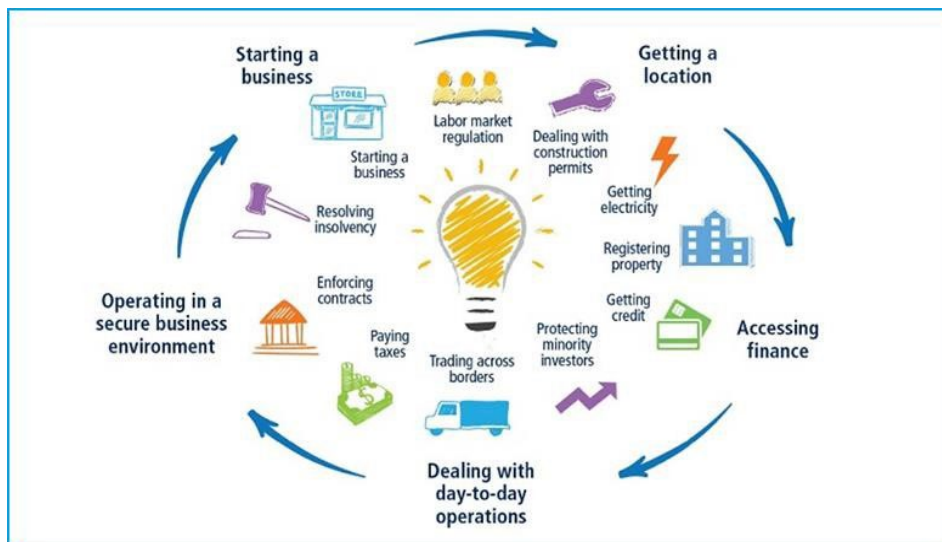 Starting a
business
Getting a
location
STORE
Labor market
regulation
Dealing with
construction
permits
Starting a
business
Getting
electricity
Resolving
insolvency
Registering
property
Enforcing
contracts
Getting
credit
Operating in a
secure business
environment
Accessing
finance
Paying
taxes
Trading across
borders
Protecting
minority
investors
$
Dealing with
day-to-day
operations